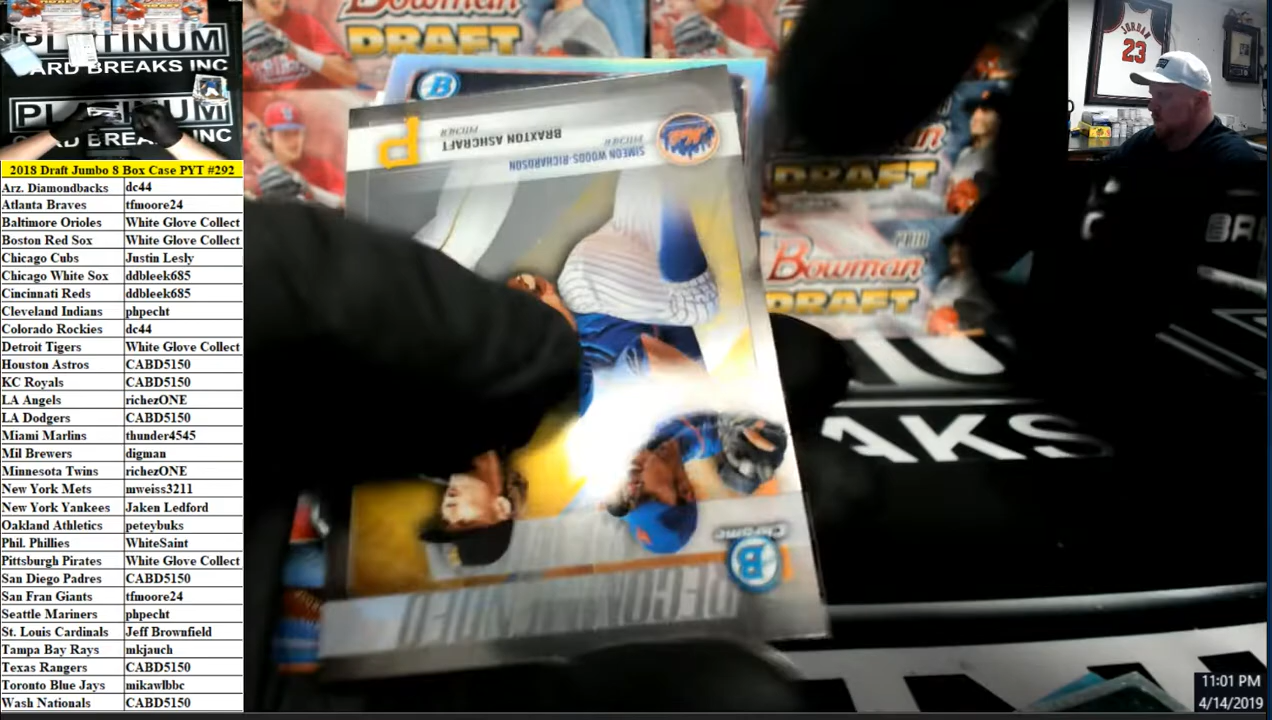 PLATINUM
CARD BREAKS INC
PLATINUM
CARD BREAKS INC
2018 Draft Jumbo 8 Box Case PYT #292
Arz. Diamondbacks dc44
Atlanta Braves tfmoore24
Baltimore Orioles White Glove Collect
Boston Red Sox White Glove Collect
Chicago Cubs Justin Lesly
Chicago White Sox ddbleek685
Cincinnati Reds ddbleek685
Cleveland Indians phpecht
Colorado Rockies dc44
Detroit Tigers White Glove Collect
Houston Astros CABD5150
KC Royals CABD5150
LA Angels richezONE
LA Dodgers CABD5150
Miami Marlins thunder4545
Mil Brewers digman
Minnesota Twins richezONE
New York Mets mweiss3211
New York Yankees Jaken Ledford
Oakland Athletics peteybuks
Phil. Phillies WhiteSaint
Pittsburgh Pirates White Glove Collect
San Diego Padres CABD5150
San Fran Giants tfmoore24
Seattle Mariners phpecht
St. Louis Cardinals Jeff Brownfield
Tampa Bay Rays mkjauch
Texas Rangers CABD5150
Toronto Blue Jays mikawlbbc
Wash Nationals CABD5150
Bowman
DRAFT
B
P
BRAXTON ASHCRAFT
PITCHER
SIMEON WOODS-RICHARDSON
PITCHER
Chrome
B
DRAFT
2018
Bowman
DRAFT
AKS
JORDAN
23
BR
11:01 PM
4/14/2019